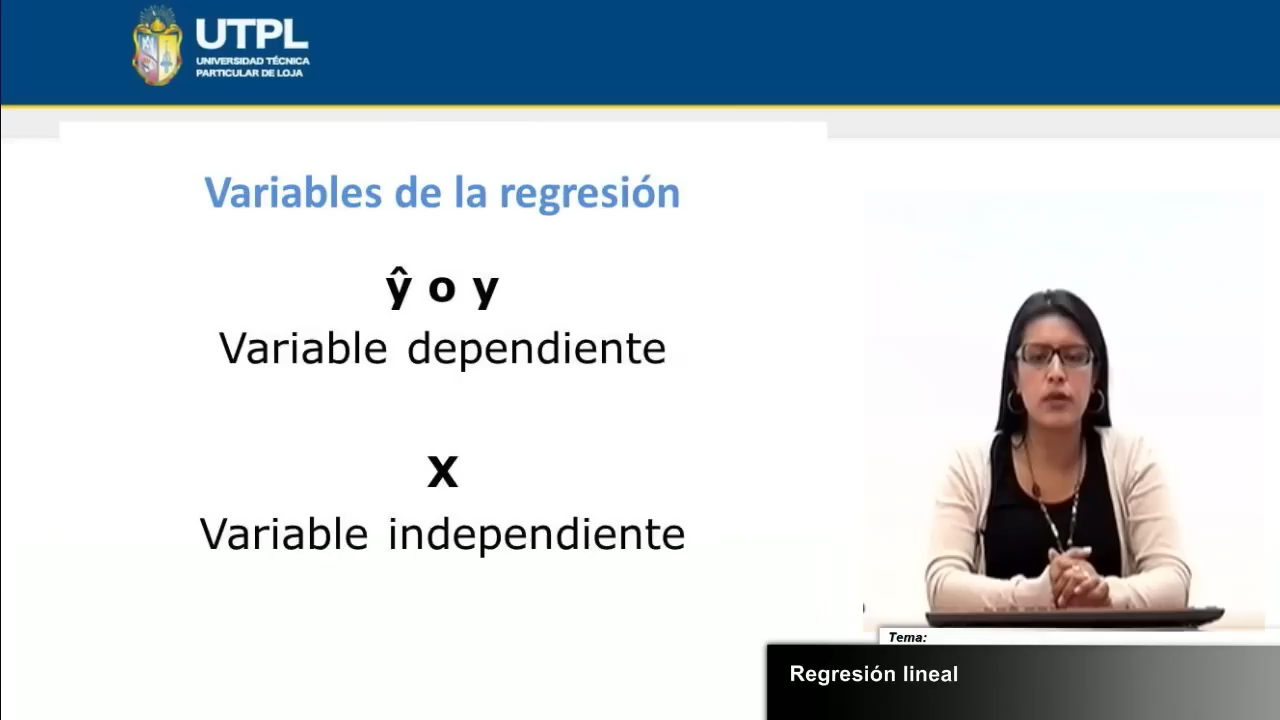 UTPL
UNIVERSIDAD TÉCNICA
PARTICULAR DE LOJA
Variables de la regresión
ŷ o y
Variable dependiente
X
Variable independiente
Tema:
Regresión lineal